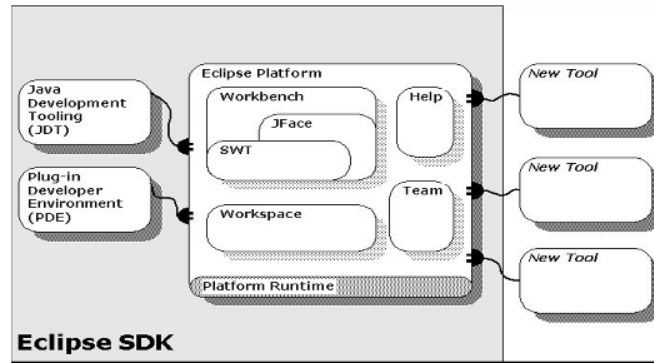 Eclipse Platform
Java
Development
Tooling
(JDT)
Workbench
JFace
SWT
Help
New Tool
Plug-in
Developer
Environment
(PDE)
Workspace
Team
New Tool
New Tool
Platform Runtime
Eclipse SDK